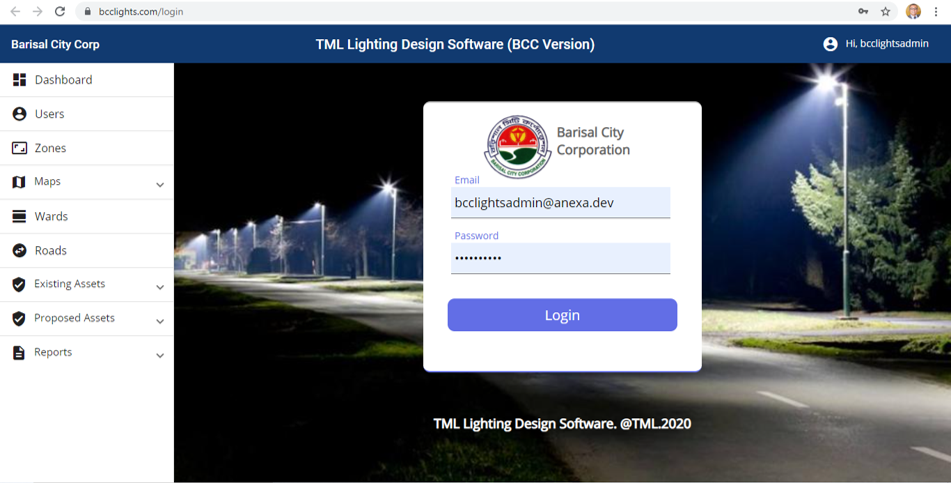 bcclights.com/login
Barisal City Corp
TML Lighting Design Software (BCC Version)
Hi, bcclightsadmin
Dashboard
Users
Zones
Maps
Wards
Roads
Existing Assets
Proposed Assets
Reports
Barisal City
Corporation
BARISAL CITY CORPORATION
Email
bcclightsadmin@anexa.dev
Password
••••••••••
Login
TML Lighting Design Software. @TML.2020